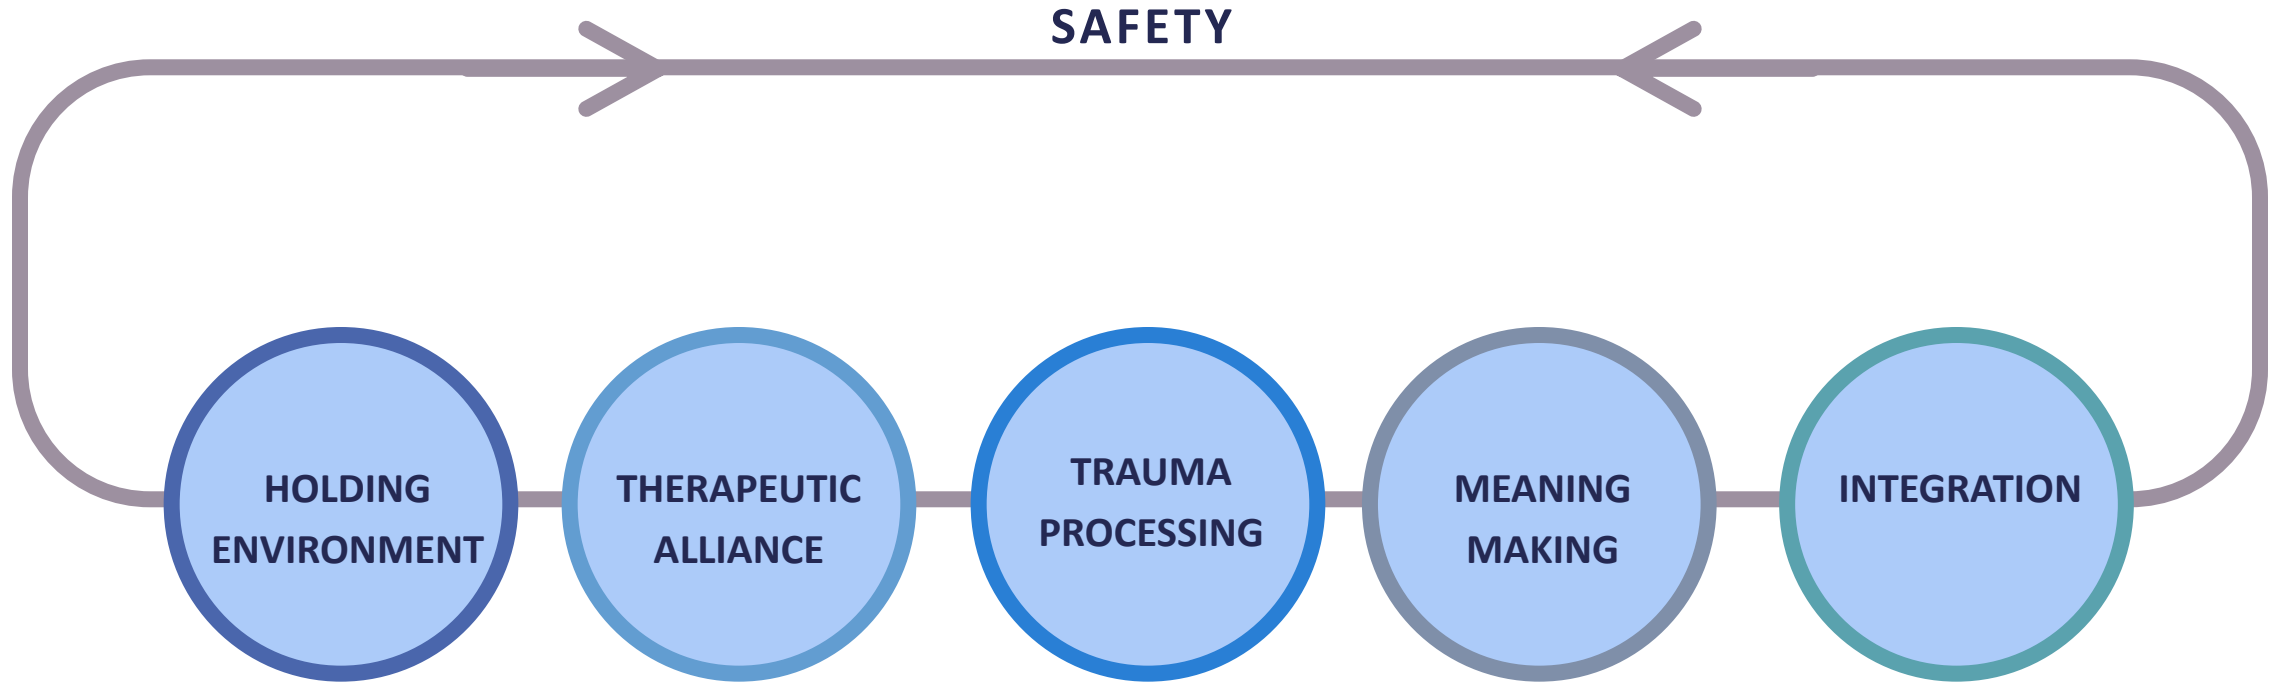 SAFETY
HOLDING
ENVIRONMENT
THERAPEUTIC
ALLIANCE
TRAUMA
PROCESSING
MEANING
MAKING
INTEGRATION